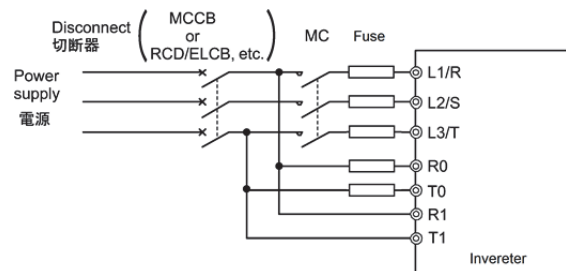 Disconnect
切断器
MCCB
or
RCD/ELCB, etc.
MC
Fuse
Power
supply
電源
L1/R
L2/S
L3/T
R0
T0
R1
T1
Invereter